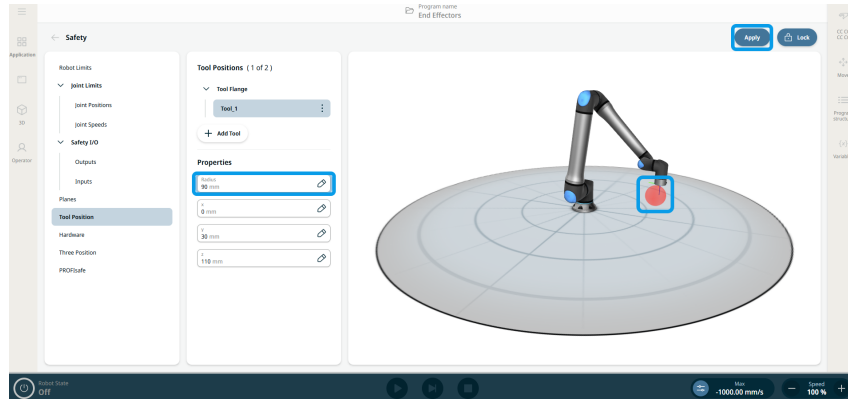 Program name
End Effectors
Application
3D
Operator
Safety
Apply
Lock
Robot Limits
Joint Limits
Joint Positions
Joint Speeds
Safety I/O
Outputs
Inputs
Planes
Tool Position
Hardware
Three Position
PROFIsafe
Tool Positions ( 1 of 2 )
Tool Flange
Tool_1
Add Tool
Properties
Radius
90 mm
0 mm
30 mm
110 mm
Robot State
Off
Max
-1000.00 mm/s
Speed
100 %